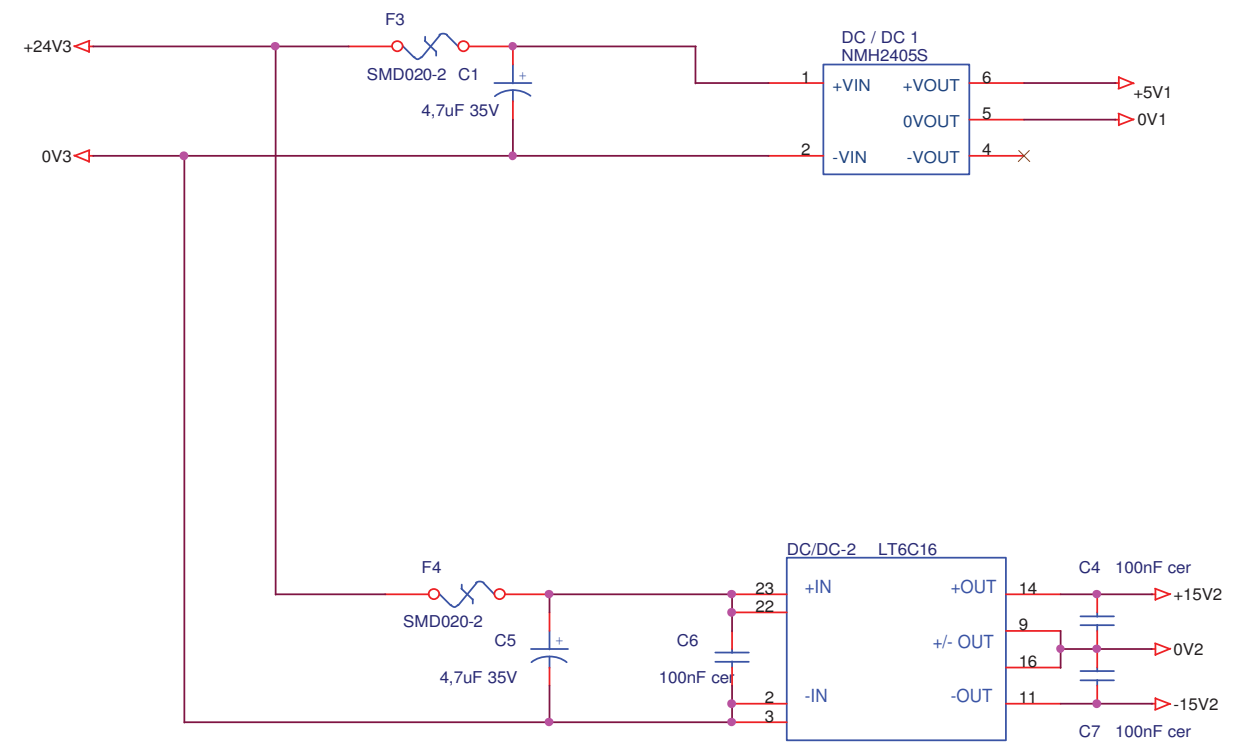 F3
+24V3
SMD020-2 C1
+
4,7uF 35V
0V3
DC / DC 1
NMH2405S
1 +VIN +VOUT 6
+5V1
0VOUT 5
0V1
2 -VIN -VOUT 4
F4
SMD020-2
C5
+
4,7uF 35V
C6
100nF cer
DC/DC-2 LT6C16
23 +IN +OUT 14
22
9
+/- OUT
16
2 -IN -OUT 11
3
C4 100nF cer
+15V2
0V2
-15V2
C7 100nF cer